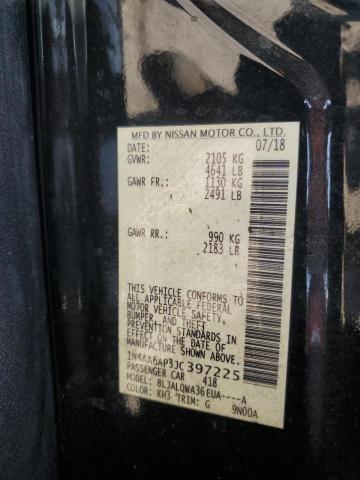 MFD BY NISSAN MOTOR CO., LTD.
DATE: 07/18
GVWR: 2105 KG
4641 LB
GAWR FR.: 1130 KG
2491 LB
GAWR RR.: 990 KG
2183 LB
THIS VEHICLE CONFORMS TO
ALL APPLICABLE FEDERAL
MOTOR VEHICLE SAFETY,
BUMPER, AND THEFT
PREVENTION STANDARDS IN
EFFECT ON THE DATE OF
MANUFACTURE SHOWN ABOVE.
1N4AA6AP3JC397225
PASSENGER CAR 418
MODEL: BLJALQWA36EUA----A
COLOR: KH3 TRIM: G 9N00A